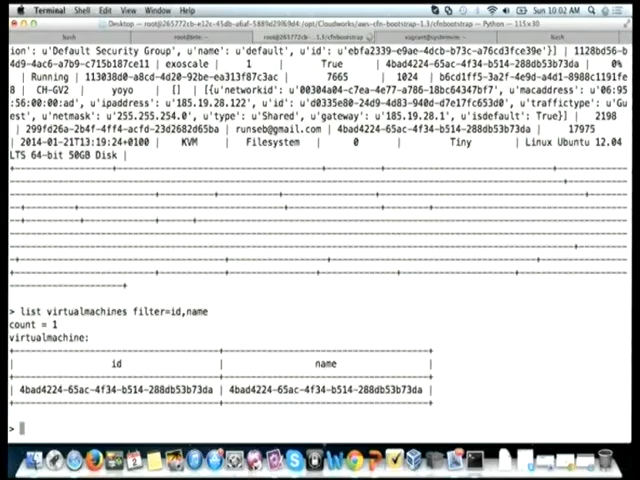 Terminal Shell Edit View Window Help
Sun 10:02 AM
bash
bash
ion': u'Default Security Group', u'name': u'default', u'id': u'ebfa2339-e9ae-4dcb-b73c-a76cd3fce39e'}] | 1128bd56-b
4d9-4ac6-a7b9-c715b187ce11 | exoscale | 1 | True | 4bad4224-65ac-4f34-b514-288db53b73da | 0%
| Running | 113038d0-a8cd-4d20-92be-ea313f87c3ac | 7665 | 1024 | b6cd1ff5-3a2f-4e9d-a4d1-8988c1191fe
8 | CH-GV2 | yoyo | [] | [{u'networkid': u'00304a04-c7ea-4e77-a786-18bc64347bf7', u'macaddress': u'06:95
:56:00:00:ad', u'ipaddress': u'185.19.28.122', u'id': u'd0335e80-24d9-4d83-940d-d7e17fc653d0', u'traffictype': u'Gu
est', u'netmask': u'255.255.254.0', u'type': u'Shared', u'gateway': u'185.19.28.1', u'isdefault': True}] | 2198
| 299fd26a-2b4f-4ff4-acfd-23d2682d65ba | runseb@gmail.com | 4bad4224-65ac-4f34-b514-288db53b73da | 17975
| 2014-01-21T13:19:24+0100 | KVM | Filesystem | 0 | Tiny | Linux Ubuntu 12.04
LTS 64-bit 50GB Disk |
> list virtualmachines filter=id,name
count = 1
virtualmachine:
| id | name |
| 4bad4224-65ac-4f34-b514-288db53b73da | 4bad4224-65ac-4f34-b514-288db53b73da |
>